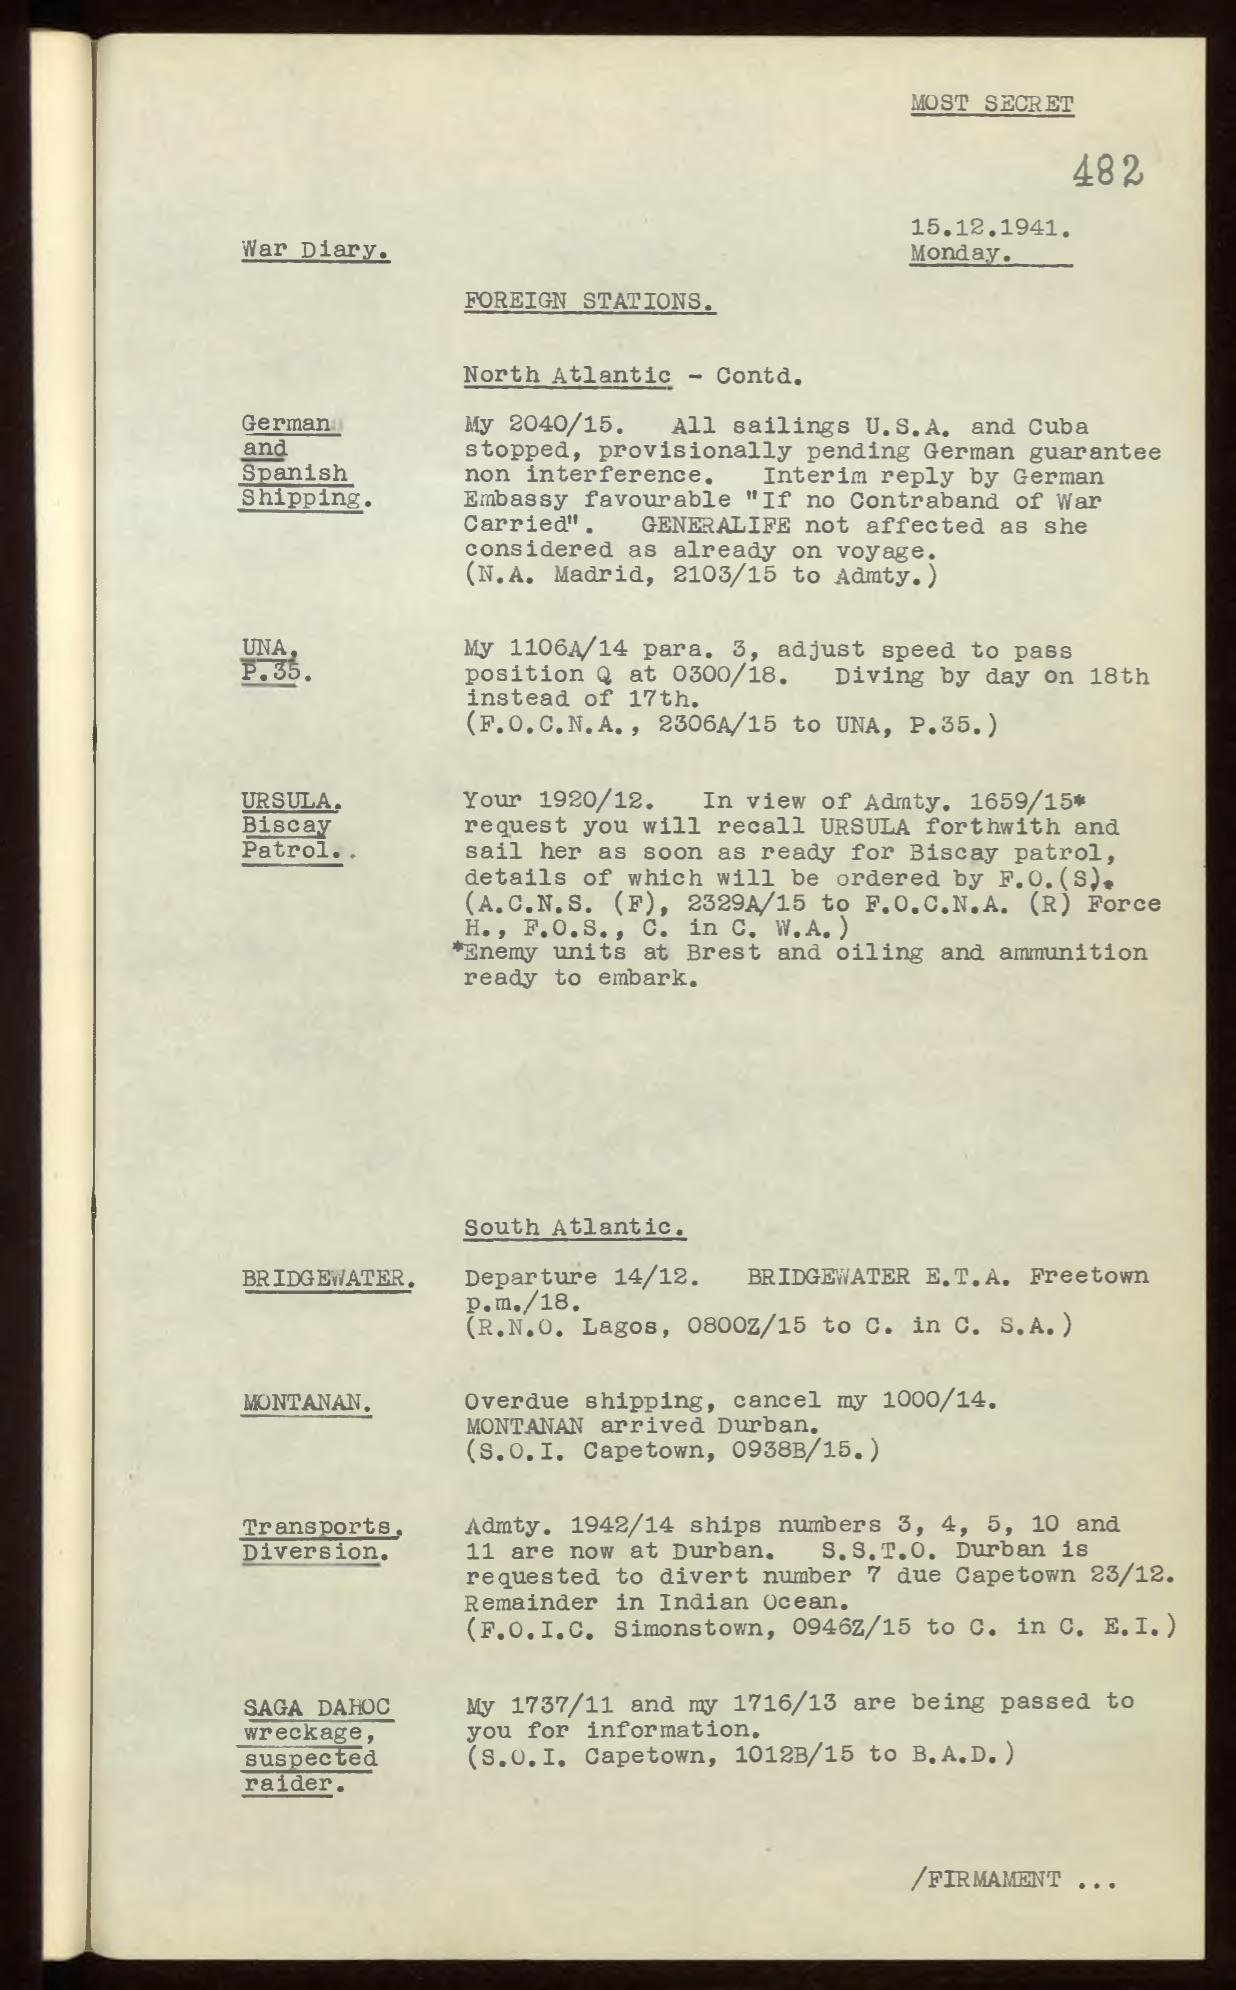 MOST SECRET
482
15.12.1941.
War Diary.
Monday.
FOREIGN STATIONS.
North Atlantic - Contd.
German
and
Spanish
Shipping.
My 2040/15. All sailings U.S.A. and Cuba
stopped, provisionally pending German guarantee
non interference. Interim reply by German
Embassy favourable "If no Contraband of War
Carried". GENERALIFE not affected as she
considered as already on voyage.
(N.A. Madrid, 2103/15 to Admty.)
UNA,
P.35.
My 1106A/14 para. 3, adjust speed to pass
position Q at 0300/18. Diving by day on 18th
instead of 17th.
(F.O.C.N.A., 2306A/15 to UNA, P.35.)
URSULA.
Biscay
Patrol..
Your 1920/12. In view of Admty. 1659/15*
request you will recall URSULA forthwith and
sail her as soon as ready for Biscay patrol,
details of which will be ordered by F.O.(S).
(A.C.N.S. (F), 2329A/15 to F.O.C.N.A. (R) Force
H., F.O.S., C. in C. W.A.)
*Enemy units at Brest and oiling and ammunition
ready to embark.
South Atlantic.
BRIDGEWATER.
Departure 14/12. BRIDGEWATER E.T.A. Freetown
p.m./18.
(R.N.O. Lagos, 0800Z/15 to C. in C. S.A.)
MONTANAN.
Overdue shipping, cancel my 1000/14.
MONTANAN arrived Durban.
(S.O.I. Capetown, 0938B/15.)
Transports.
Diversion.
Admty. 1942/14 ships numbers 3, 4, 5, 10 and
11 are now at Durban. S.S.T.O. Durban is
requested to divert number 7 due Capetown 23/12.
Remainder in Indian Ocean.
(F.O.I.C. Simonstown, 0946Z/15 to C. in C. E.I.)
SAGA DAHOC
wreckage,
suspected
raider.
My 1737/11 and my 1716/13 are being passed to
you for information.
(S.O.I. Capetown, 1012B/15 to B.A.D.)
/FIRMAMENT ...